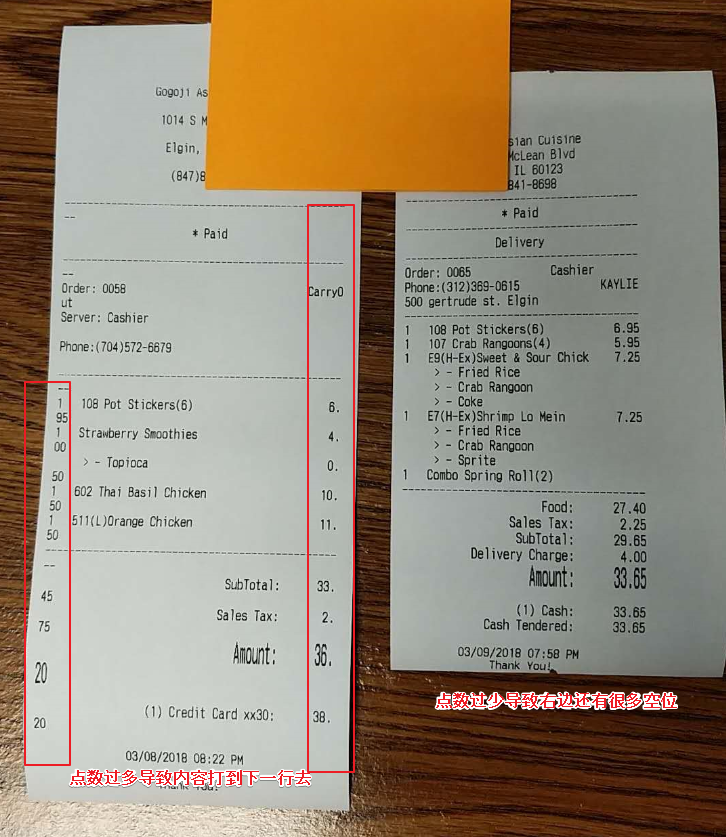 Gogoji As
1014 S M
Elgin,
(847)8
--
* Paid
--
Order: 0058 CarryO
ut
Server: Cashier
Phone:(704)572-6679
--
1 108 Pot Stickers(6) 6.
95
1 Strawberry Smoothies 4.
00
> - Topioca 0.
50
1 602 Thai Basil Chicken 10.
50
1 511(L)Orange Chicken 11.
50
--
SubTotal: 33.
45
Sales Tax: 2.
75
Amount: 36.
20
(1) Credit Card xx30: 38.
20
03/08/2018 08:22 PM
点数过多导致内容打到下一行去
sian Cuisine
McLean Blvd
IL 60123
841-8698
* Paid
Delivery
Order: 0065 Cashier
Phone:(312)369-0615 KAYLIE
500 gertrude st. Elgin
1 108 Pot Stickers(6) 6.95
1 107 Crab Rangoons(4) 5.95
1 E9(H-Ex)Sweet & Sour Chick 7.25
> - Fried Rice
> - Crab Rangoon
> - Coke
1 E7(H-Ex)Shrimp Lo Mein 7.25
> - Fried Rice
> - Crab Rangoon
> - Sprite
1 Combo Spring Roll(2)
Food: 27.40
Sales Tax: 2.25
SubTotal: 29.65
Delivery Charge: 4.00
Amount: 33.65
(1) Cash: 33.65
Cash Tendered: 33.65
03/09/2018 07:58 PM
Thank You!
点数过少导致右边还有很多空位